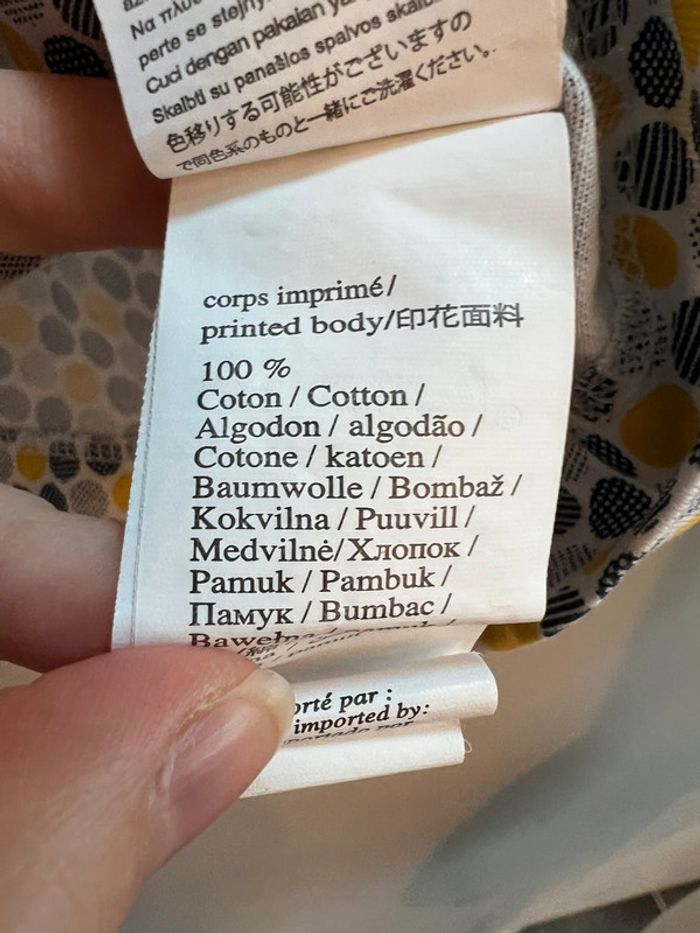 Να πλυ
perte se stejný
Cuci dengan pakaian ya
Skalbti su panašios spalvos skalb
色移りする可能性がございますの
で同色系のものと一緒にご洗濯ください。
corps imprimé/
printed body/印花面料
100 %
Coton / Cotton /
Algodon / algodão /
Cotone / katoen /
Baumwolle / Bombaž /
Kokvilna / Puuvill /
Medvilnė/Хлопок /
Pamuk / Pambuk /
Памук / Bumbac /
Bawełna
orté par :
imported by: